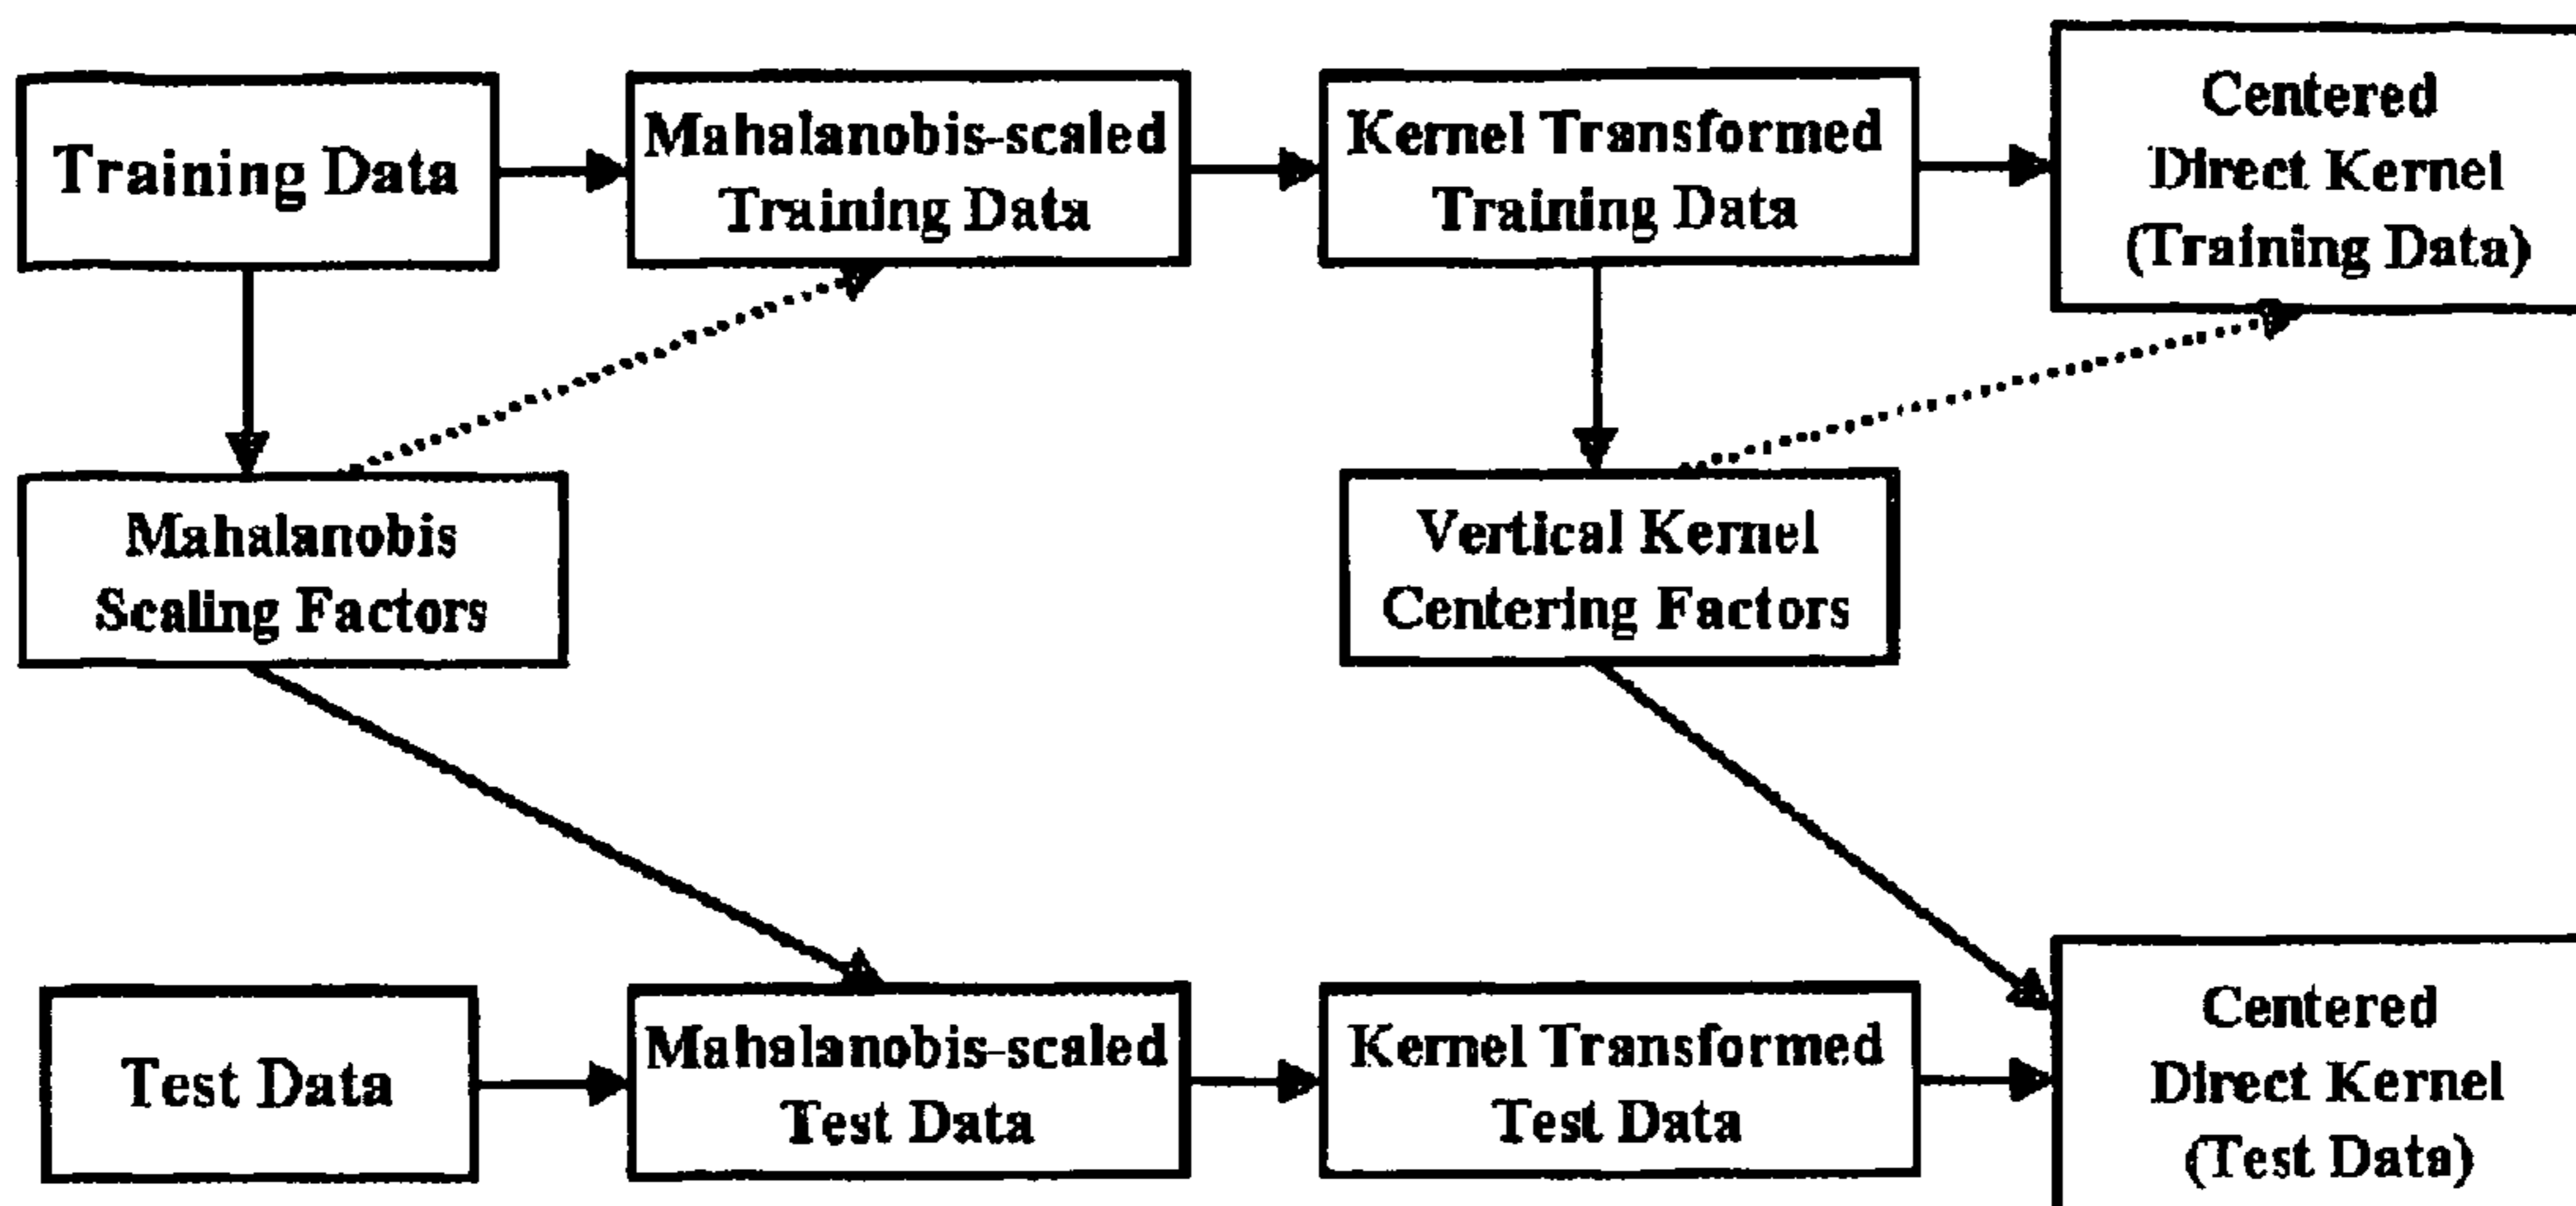 Training Data
Mahalanobis-scaled
Training Data
Kernel Transformed
Training Data
Centered
Direct Kernel
(Training Data)
Mahalanobis
Scaling Factors
Vertical Kernel
Centering Factors
Test Data
Mahalanobis-scaled
Test Data
Kernel Transformed
Test Data
Centered
Direct Kernel
(Test Data)